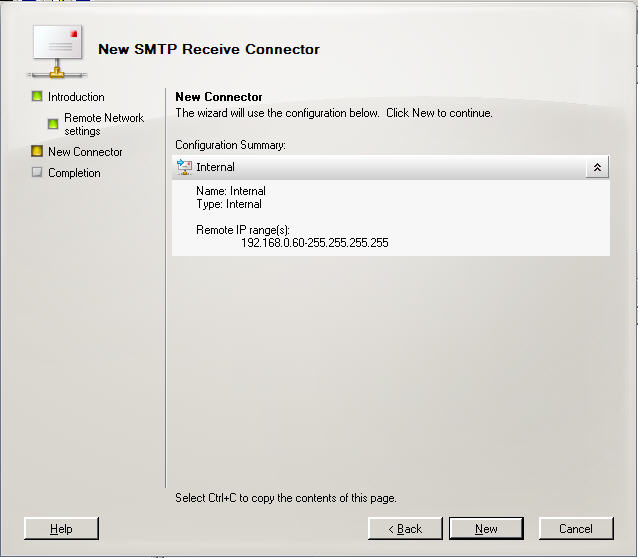 New SMTP Receive Connector
Introduction
Remote Network
settings
New Connector
Completion
New Connector
The wizard will use the configuration below.  Click New to continue.
Configuration Summary:
Internal
Name: Internal
Type: Internal
Remote IP range(s):
192.168.0.60-255.255.255.255
Select Ctrl+C to copy the contents of this page.
Help
< Back
New
Cancel